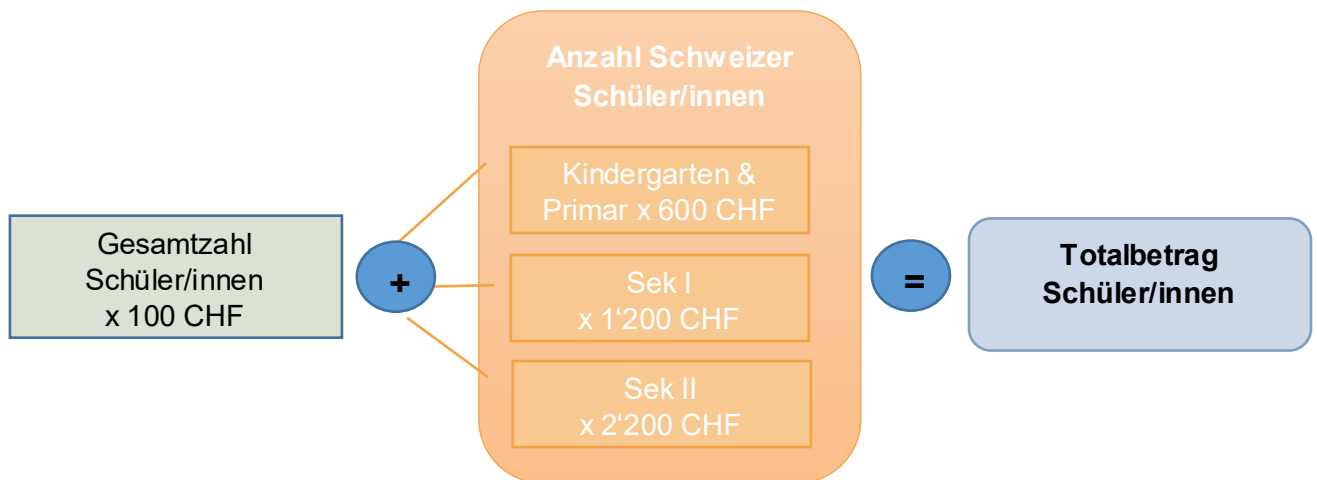 Gesamtzahl
Schüler/innen
x 100 CHF
+
Anzahl Schweizer
Schüler/innen
Kindergarten &
Primar x 600 CHF
Sek I
x 1‘200 CHF
Sek II
x 2‘200 CHF
=
Totalbetrag
Schüler/innen